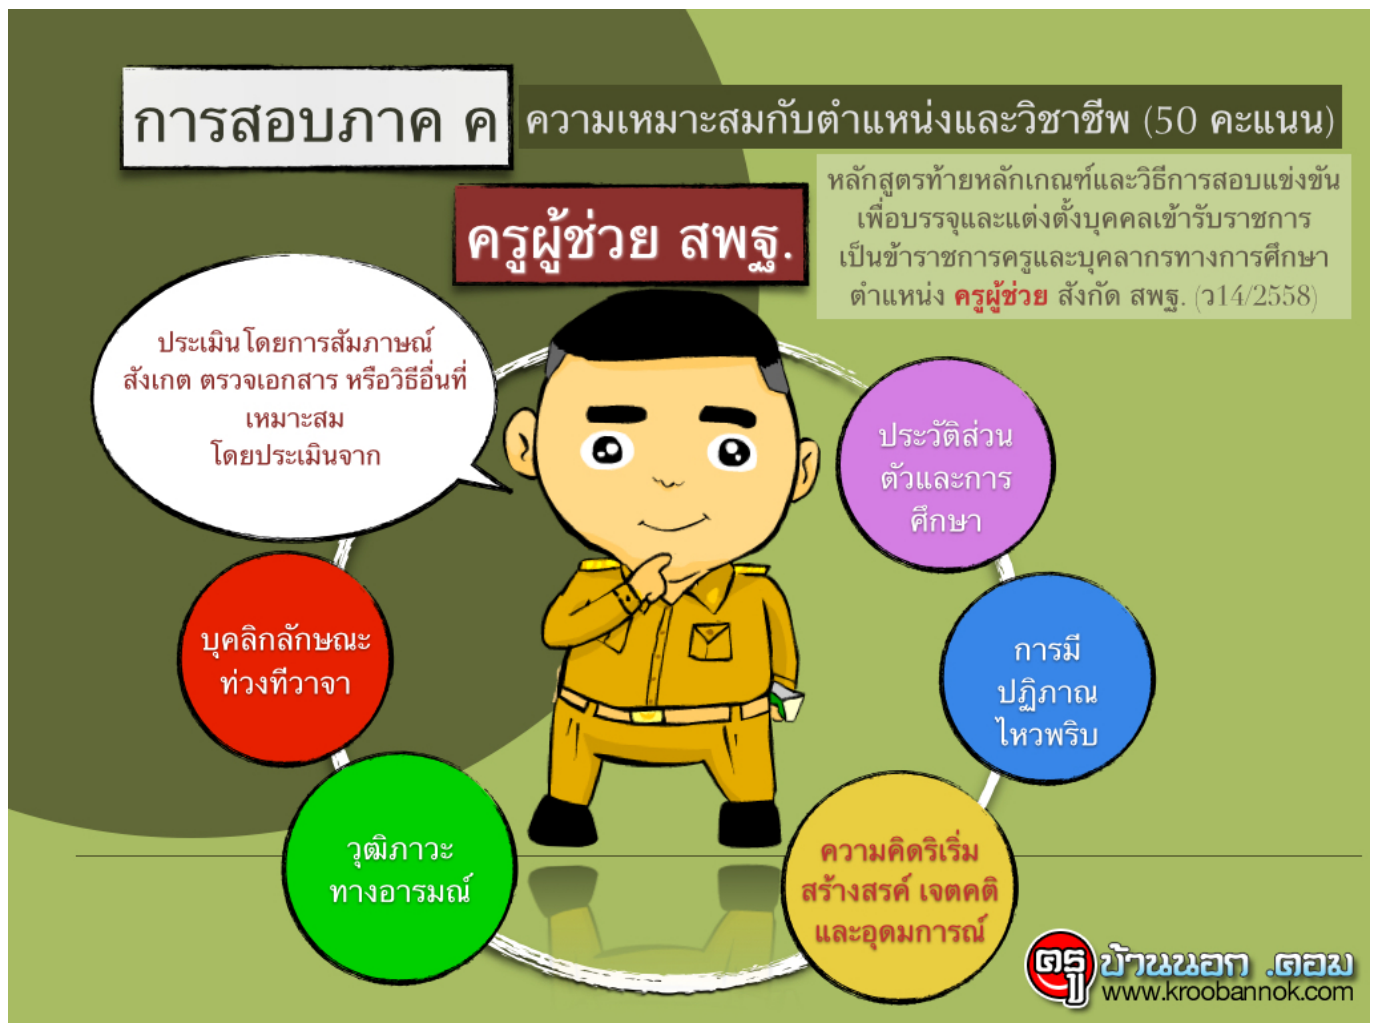 การสอบภาค ค
ความเหมาะสมกับตำแหน่งและวิชาชีพ (50 คะแนน)
ครูผู้ช่วย สพฐ.
หลักสูตรท้ายหลักเกณฑ์และวิธีการสอบแข่งขัน
เพื่อบรรจุและแต่งตั้งบุคคลเข้ารับราชการ
เป็นข้าราชการครูและบุคลากรทางการศึกษา
ตำแหน่ง ครูผู้ช่วย สังกัด สพฐ. (ว14/2558)
ประเมินโดยการสัมภาษณ์
สังเกต ตรวจเอกสาร หรือวิธีอื่นที่
เหมาะสม
โดยประเมินจาก
ประวัติส่วน
ตัวและการ
ศึกษา
การมี
ปฏิภาณ
ไหวพริบ
ความคิดริเริ่ม
สร้างสรค์ เจตคติ
และอุดมการณ์
วุฒิภาวะ
ทางอารมณ์
บุคลิกลักษณะ
ท่วงทีวาจา
ครูบ้านนอก .คอม
www.kroobannok.com